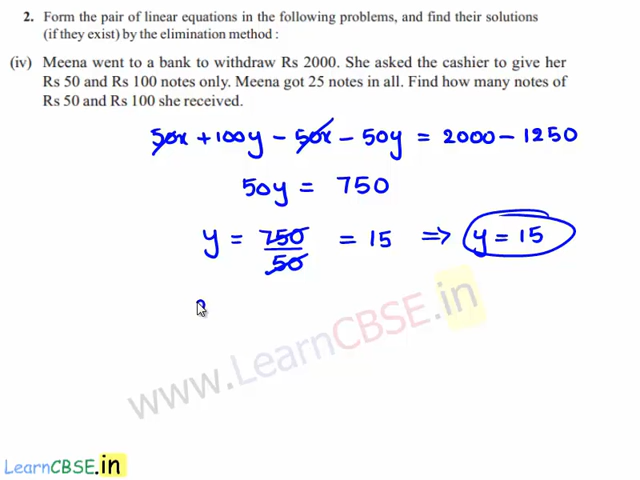 2. Form the pair of linear equations in the following problems, and find their solutions
(if they exist) by the elimination method :
(iv) Meena went to a bank to withdraw Rs 2000. She asked the cashier to give her
Rs 50 and Rs 100 notes only. Meena got 25 notes in all. Find how many notes of
Rs 50 and Rs 100 she received.
50x + 100y - 50x - 50y = 2000 - 1250
50y = 750
y = 750/50 = 15 ⇒ y = 15
www.LearnCBSE.in
LearnCBSE.in